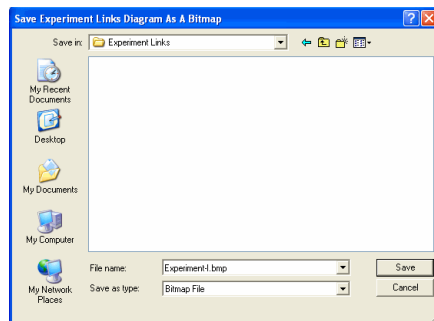 Save Experiment Links Diagram As A Bitmap
Save in:
Experiment Links
My Recent
Documents
Desktop
My Documents
My Computer
My Network
Places
File name:
Experiment-I.bmp
Save
Save as type:
Bitmap File
Cancel